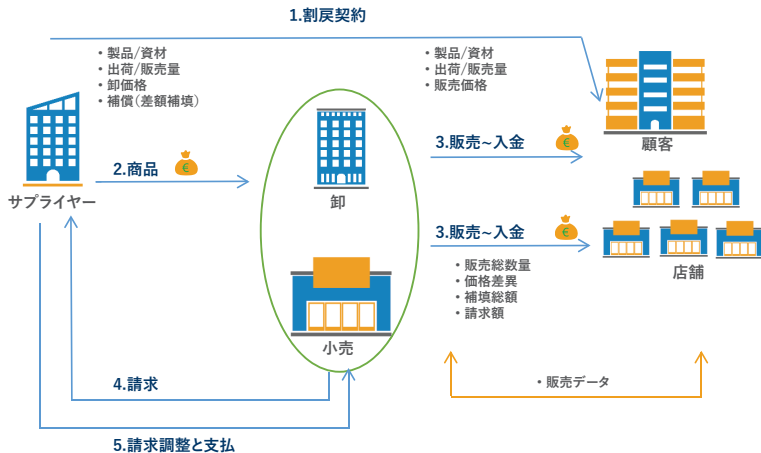 1.割戻契約
・製品/資材
・出荷/販売量
・卸価格
・補償（差額補填）
・製品/資材
・出荷/販売量
・販売価格
3.販売~入金
€
顧客
2.商品
€
サプライヤー
卸
3.販売~入金
€
・販売総数量
・価格差異
・補填総額
・請求額
店舗
小売
・販売データ
4.請求
5.請求調整と支払